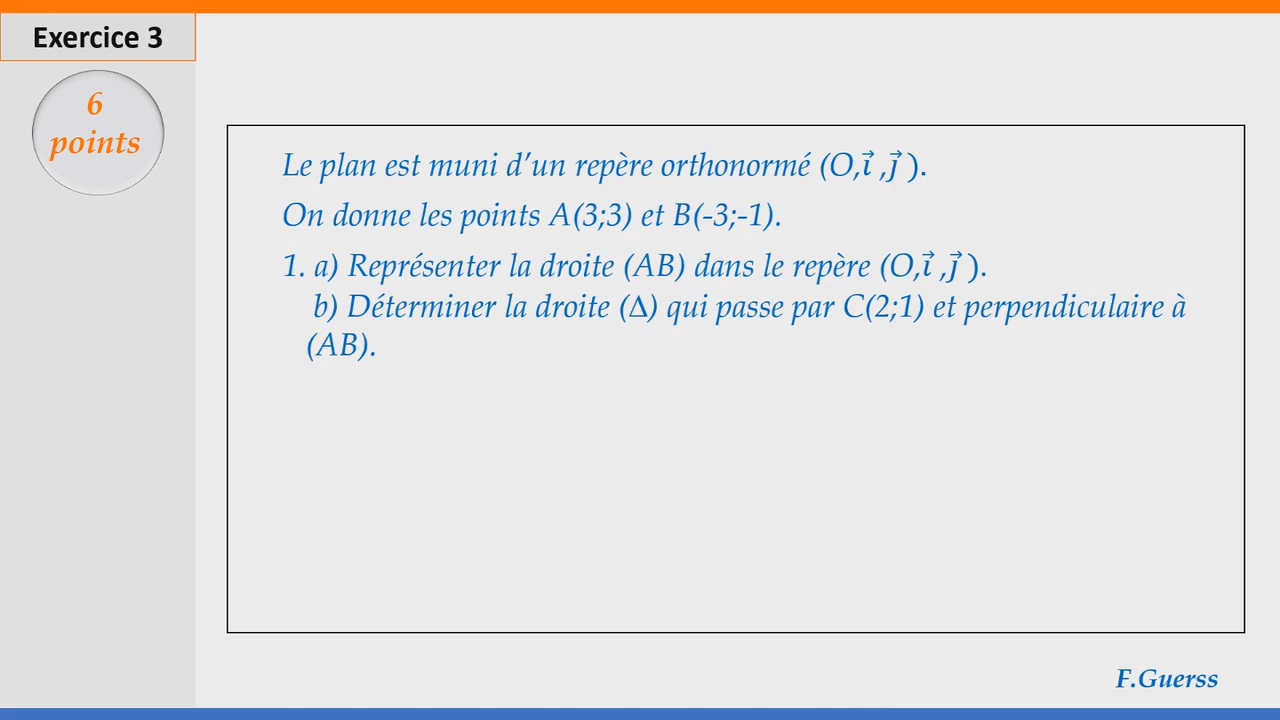 Exercice 3
6
points
Le plan est muni d’un repère orthonormé (O,i⃗ ,j⃗ ).
On donne les points A(3;3) et B(-3;-1).
1. a) Représenter la droite (AB) dans le repère (O,i⃗ ,j⃗ ).
b) Déterminer la droite (Δ) qui passe par C(2;1) et perpendiculaire à
(AB).
F.Guerss